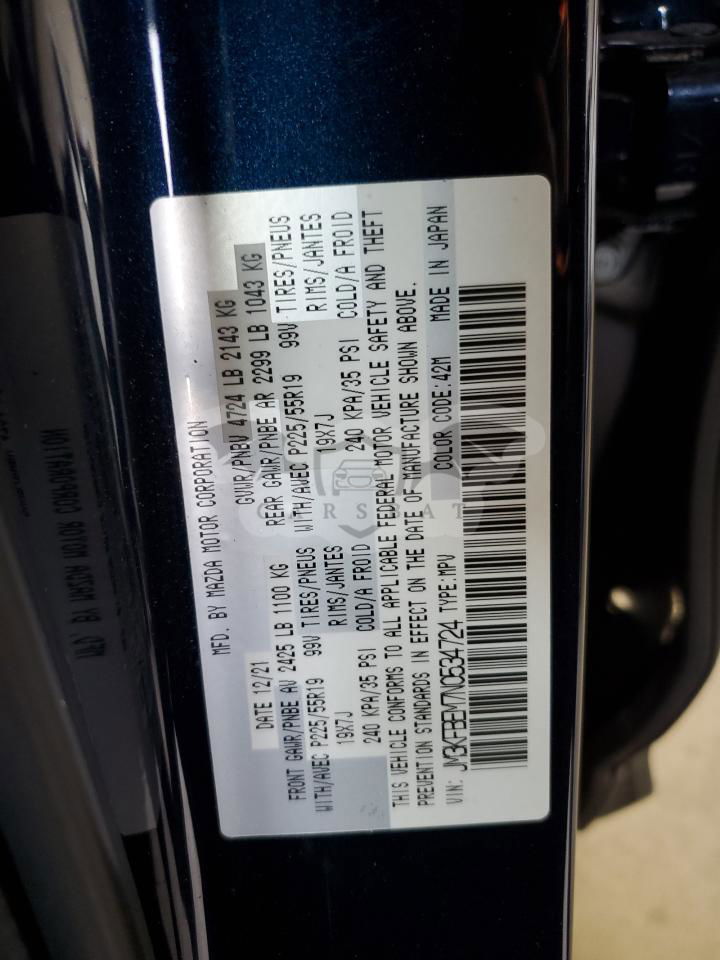 MFD. BY MAZDA MOTOR CORPORATION
DATE 12/21 GVWR/PNBV 4724 LB 2143 KG
FRONT GAWR/PNBE AV 2425 LB 1100 KG REAR GAWR/PNBE AR 2299 LB 1043 KG
WITH/AVEC P225/55R19 99V TIRES/PNEUS WITH/AVEC P225/55R19 99V TIRES/PNEUS
19X7J RIMS/JANTES 19X7J RIMS/JANTES
240 KPA/35 PSI COLD/A FROID 240 KPA/35 PSI COLD/A FROID
THIS VEHICLE CONFORMS TO ALL APPLICABLE FEDERAL MOTOR VEHICLE SAFETY AND THEFT
PREVENTION STANDARDS IN EFFECT ON THE DATE OF MANUFACTURE SHOWN ABOVE.
VIN: JM3KFBEM7N0634724 TYPE:MPV COLOR CODE:42M MADE IN JAPAN
CARSBAT